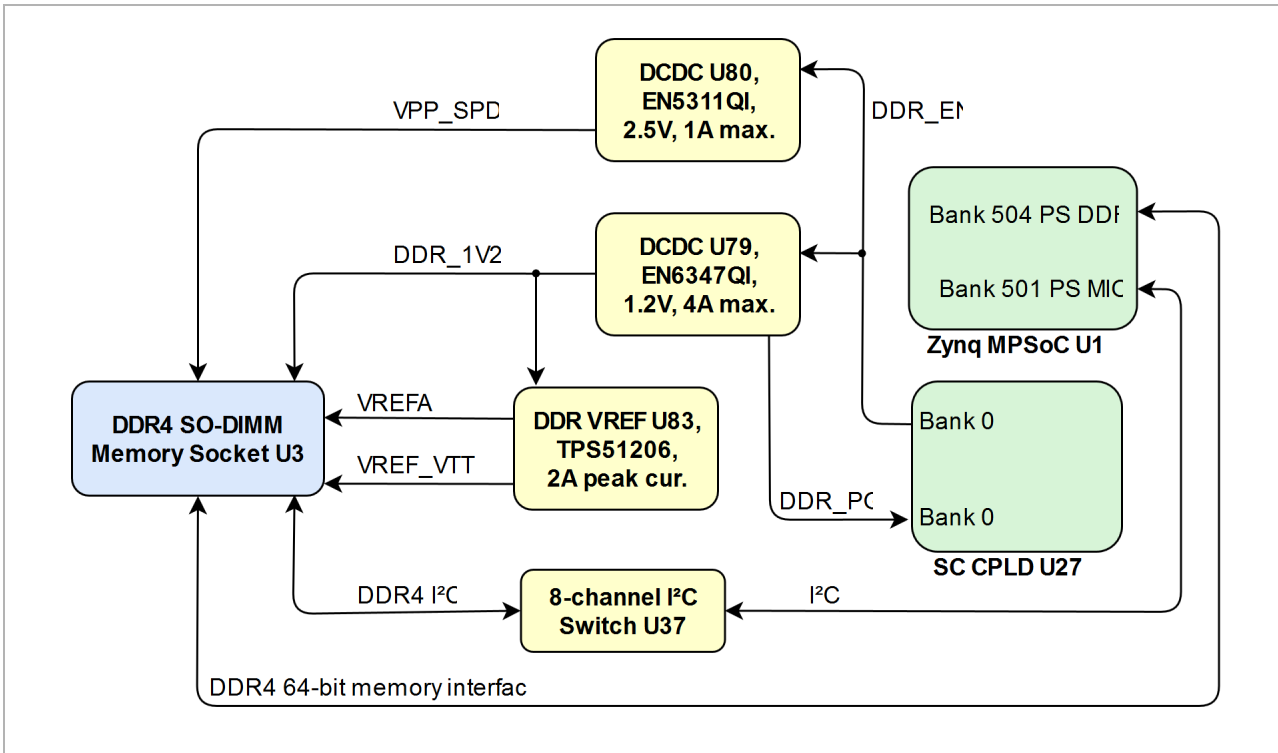 DCDC U80,
EN5311QI,
2.5V, 1A max.
VPP_SPD
DDR_EN
Bank 504 PS DDR
DCDC U79,
EN6347QI,
1.2V, 4A max.
DDR_1V2
Bank 501 PS MIO
Zynq MPSoC U1
DDR4 SO-DIMM
Memory Socket U3
VREFA
VREF_VTT
DDR VREF U83,
TPS51206,
2A peak cur.
Bank 0
DDR_PG
Bank 0
SC CPLD U27
DDR4 I²C
8-channel I²C
Switch U37
I²C
DDR4 64-bit memory interfac